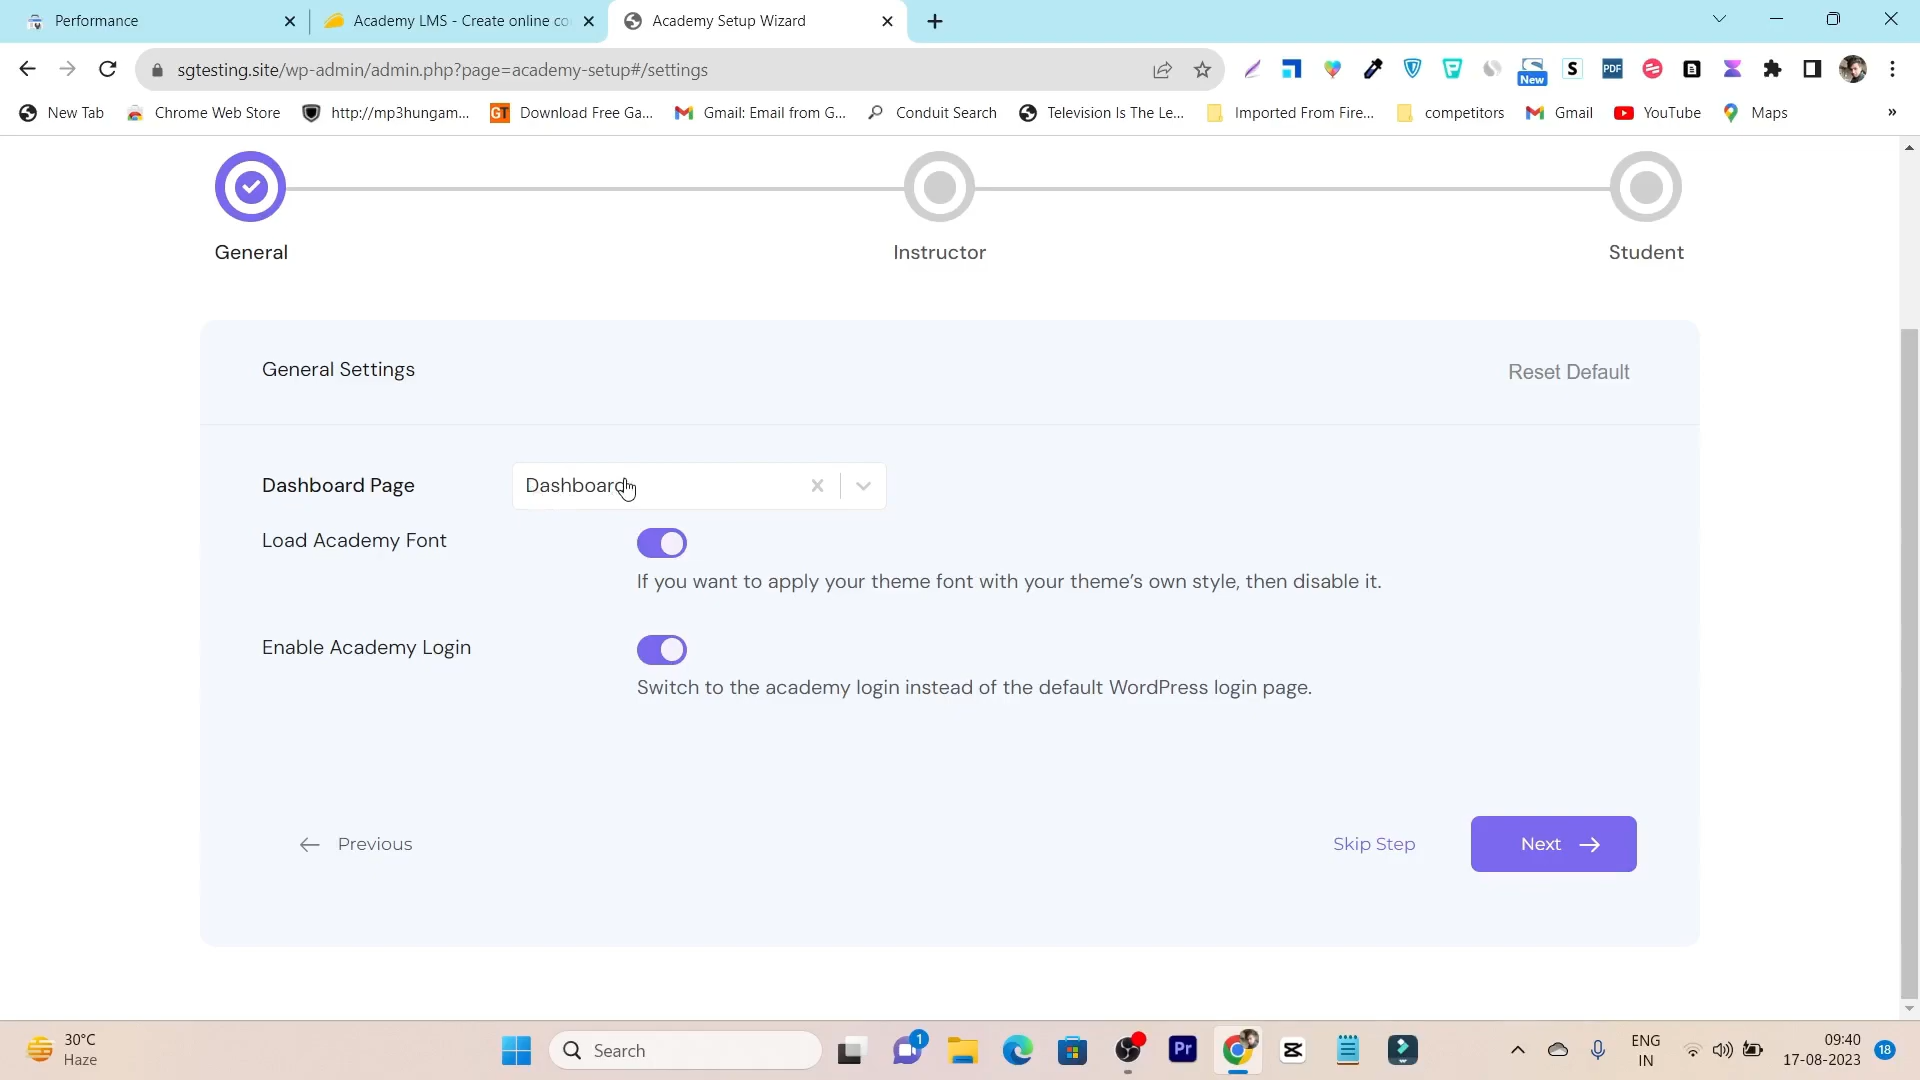 Performance
Academy LMS - Create online co
Academy Setup Wizard
sgtesting.site/wp-admin/admin.php?page=academy-setup#/settings
New
S
PDF
New Tab
Chrome Web Store
http://mp3hungam...
GT
Download Free Ga...
Gmail: Email from G...
Conduit Search
Television Is The Le...
Imported From Fire...
competitors
Gmail
YouTube
Maps
»
General
Instructor
Student
General Settings
Reset Default
Dashboard Page
Dashboard
Load Academy Font
If you want to apply your theme font with your theme’s own style, then disable it.
Enable Academy Login
Switch to the academy login instead of the default WordPress login page.
Previous
Skip Step
Next
30°C
Haze
Search
1
Pr
ENG
IN
09:40
17-08-2023
18